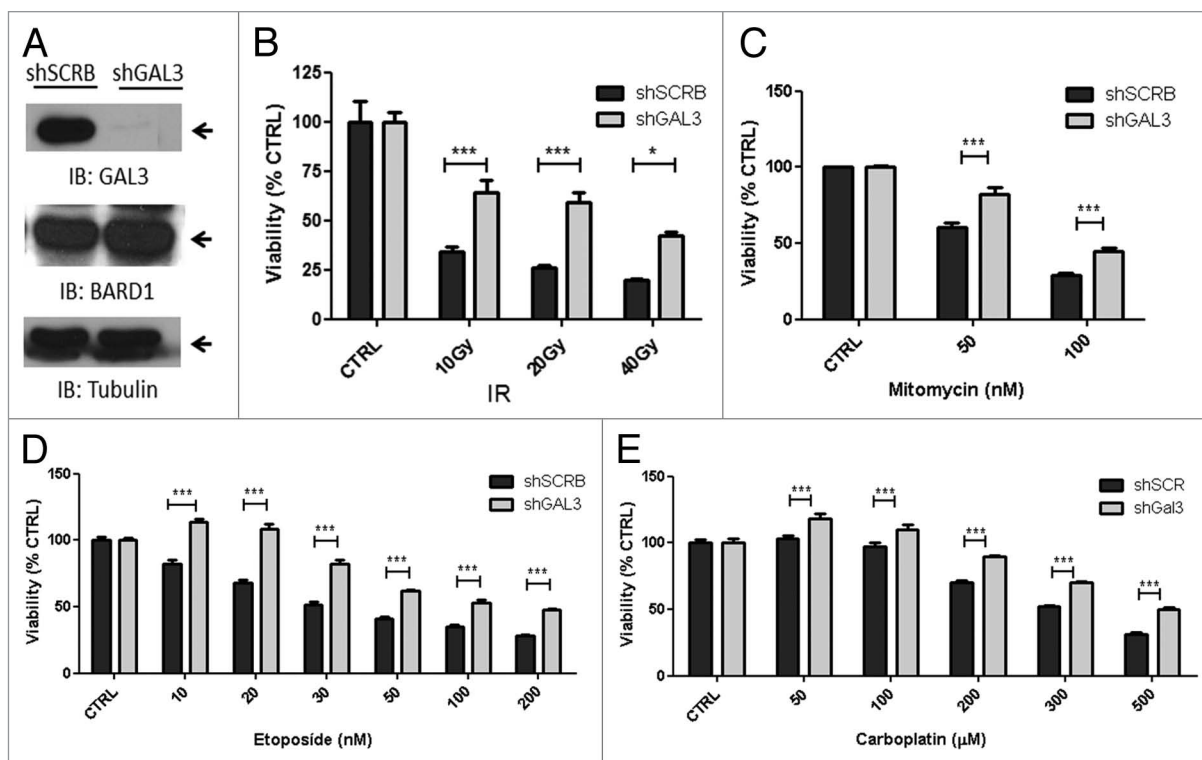 A
shSCRB shGAL3
IB: GAL3
IB: BARD1
IB: Tubulin
B
Viability (% CTRL)
125
100
75
50
25
0
shSCRB
shGAL3
*** *** *
CTRL 10Gy 20Gy 40Gy
IR
C
Viability (% CTRL)
150
100
50
0
shSCRB
shGAL3
***
***
CTRL 50 100
Mitomycin (nM)
D
Viability (% CTRL)
150
100
50
0
shSCRB
shGAL3
*** *** *** *** *** ***
CTRL 10 20 30 50 100 200
Etoposíde (nM)
E
Viability (% CTRL)
150
100
50
0
shSCR
shGal3
*** *** *** *** ***
CTRL 50 100 200 300 500
Carboplatin (μM)